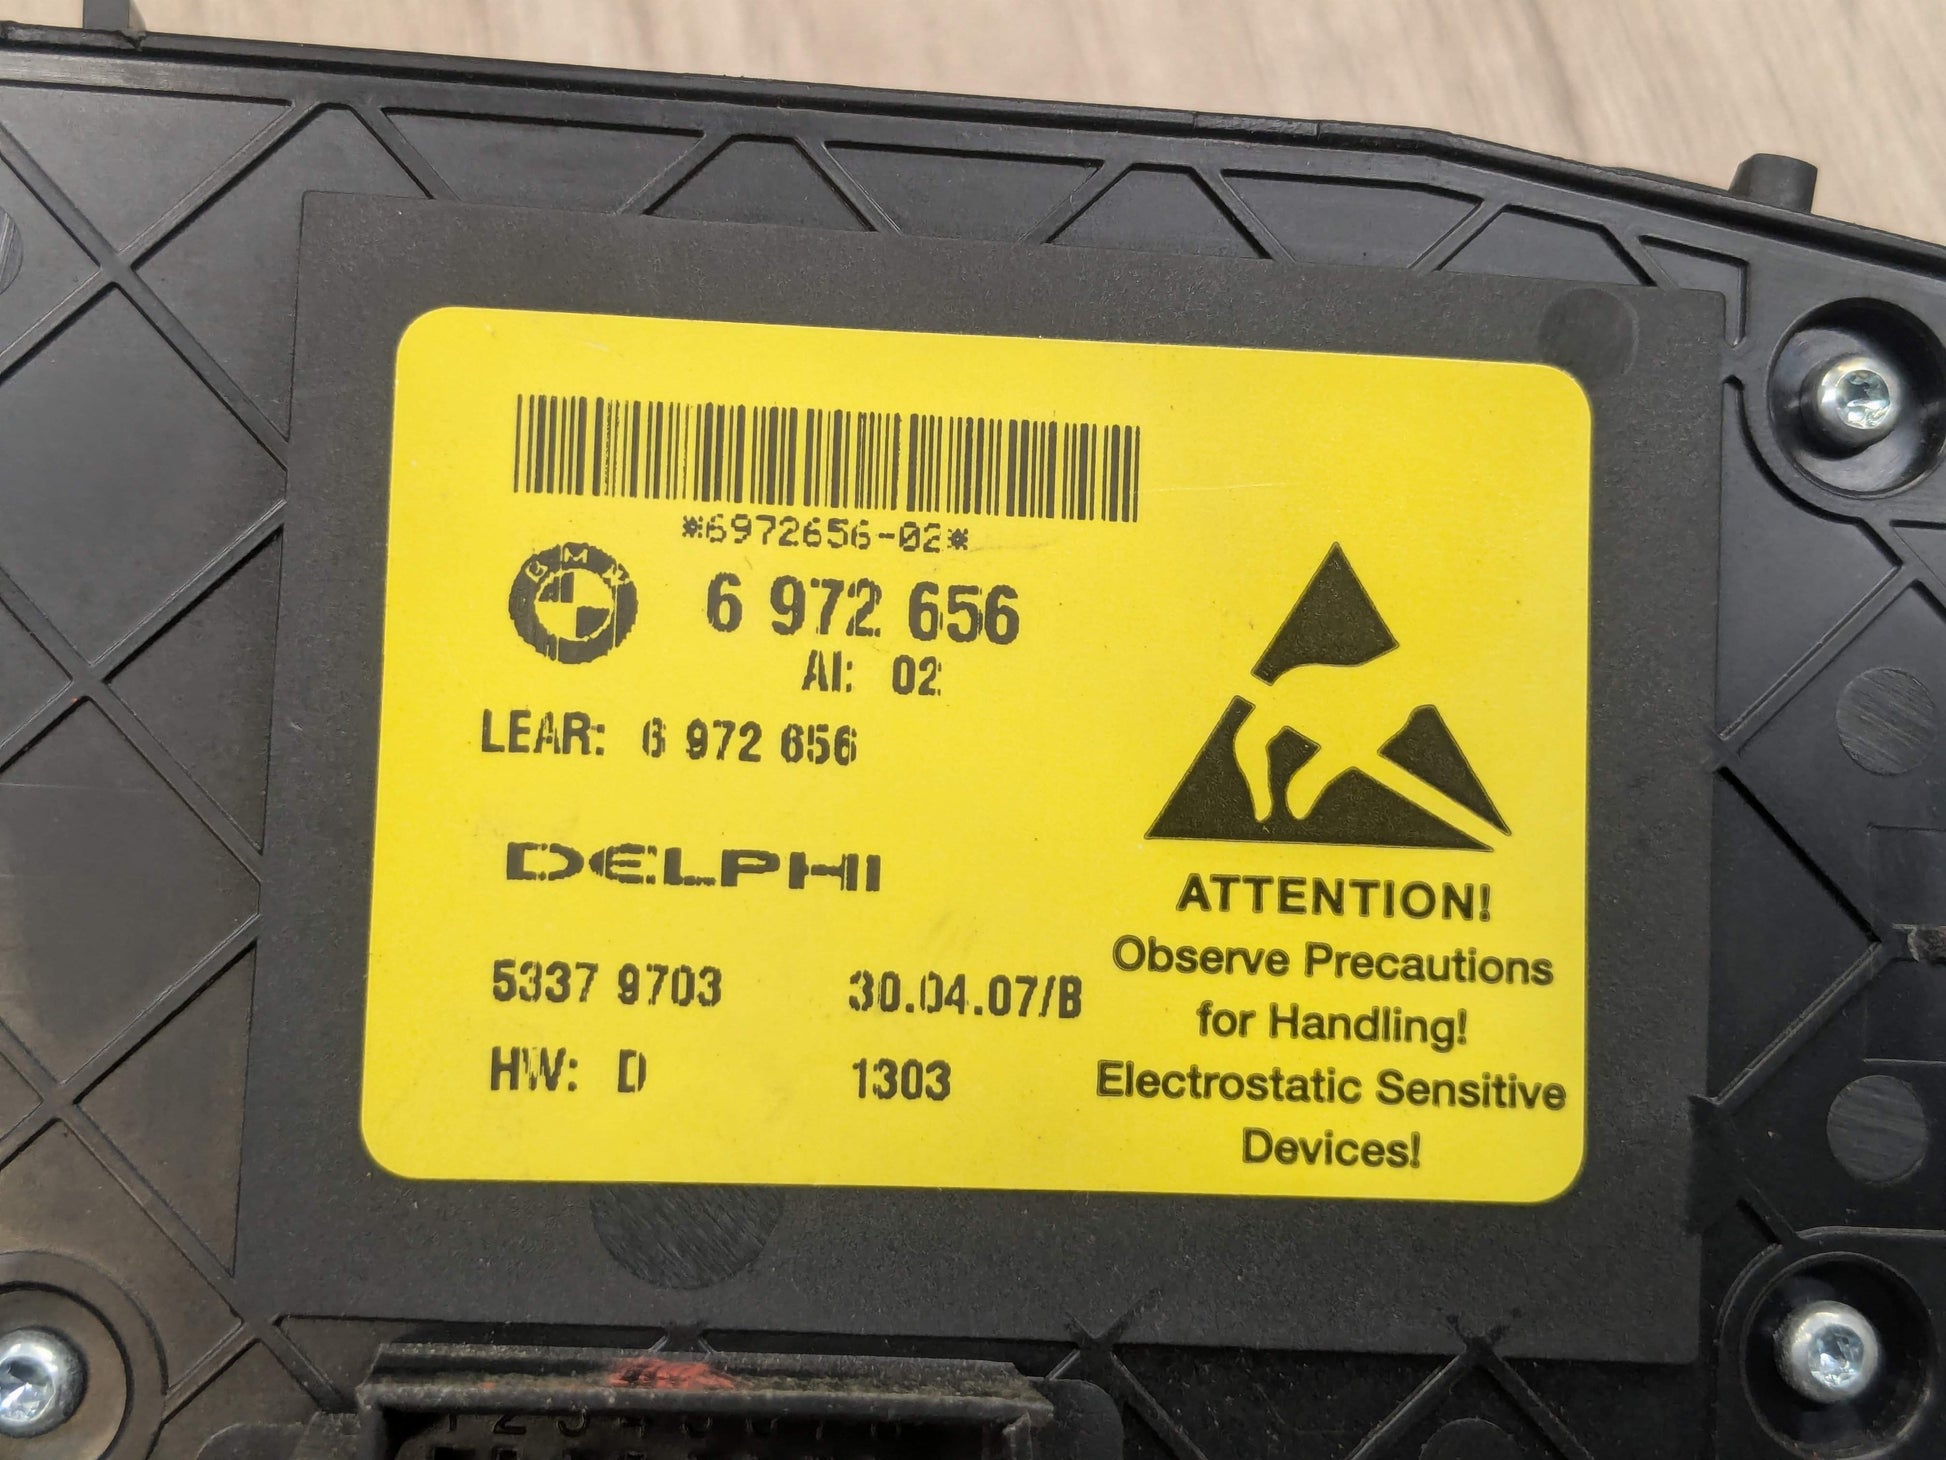 *6972656-02*
BMW
6 972 656
AI: 02
LEAR: 6 972 656
DELPHI
5337 9703 30.04.07/B
HW: D 1303
ATTENTION!
Observe Precautions
for Handling!
Electrostatic Sensitive
Devices!